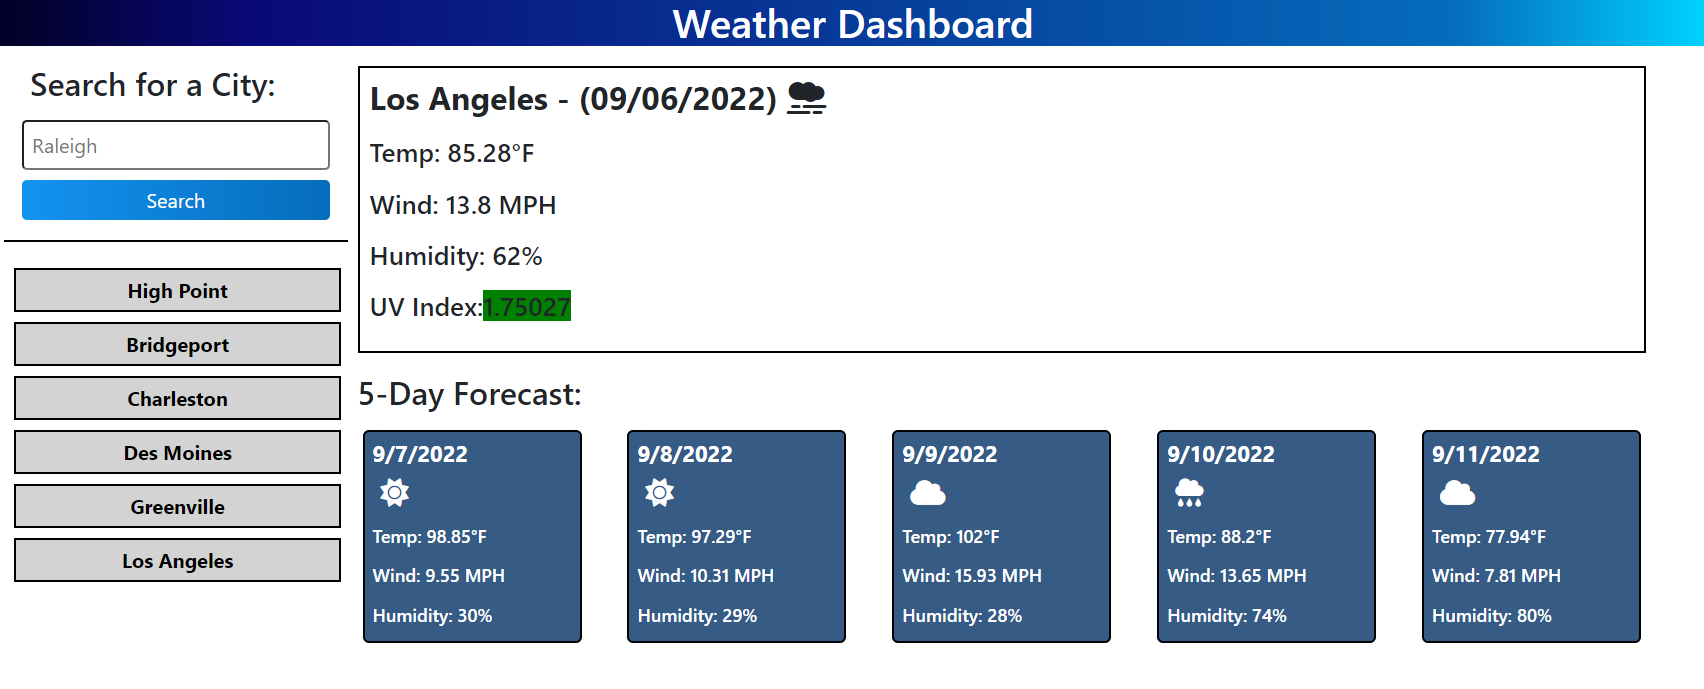 Weather Dashboard
Search for a City:
Raleigh
Search
High Point
Bridgeport
Charleston
Des Moines
Greenville
Los Angeles
Los Angeles - (09/06/2022)
Temp: 85.28°F
Wind: 13.8 MPH
Humidity: 62%
UV Index:1.75027
5-Day Forecast:
9/7/2022
Temp: 98.85°F
Wind: 9.55 MPH
Humidity: 30%
9/8/2022
Temp: 97.29°F
Wind: 10.31 MPH
Humidity: 29%
9/9/2022
Temp: 102°F
Wind: 15.93 MPH
Humidity: 28%
9/10/2022
Temp: 88.2°F
Wind: 13.65 MPH
Humidity: 74%
9/11/2022
Temp: 77.94°F
Wind: 7.81 MPH
Humidity: 80%